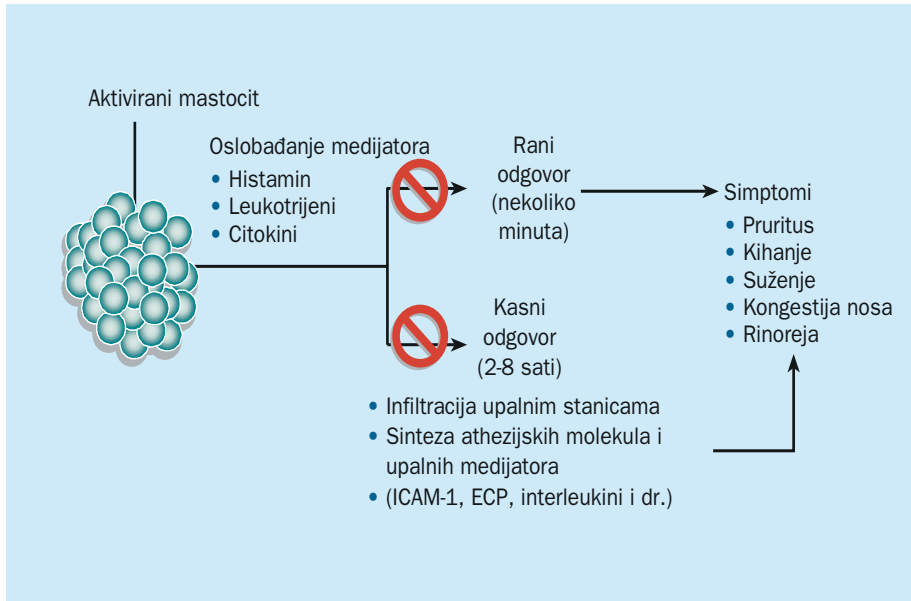 Aktivirani mastocit
Oslobađanje medijatora
• Histamin
• Leukotrijeni
• Citokini
Rani
odgovor
(nekoliko
minuta)
Simptomi
• Pruritus
• Kihanje
• Suženje
• Kongestija nosa
• Rinoreja
Kasni
odgovor
(2-8 sati)
• Infiltracija upalnim stanicama
• Sinteza athezijskih molekula i
upalnih medijatora
• (ICAM-1, ECP, interleukini i dr.)